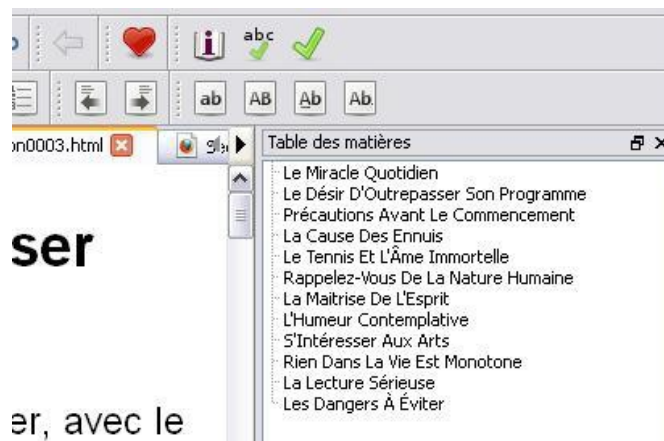 abc
ab AB Ab Ab.
on0003.html
Table des matières
Le Miracle Quotidien
Le Désir D'Outrepasser Son Programme
Précautions Avant Le Commencement
La Cause Des Ennuis
Le Tennis Et L'Âme Immortelle
Rappelez-Vous De La Nature Humaine
La Maitrise De L'Esprit
L'Humeur Contemplative
S'Intéresser Aux Arts
Rien Dans La Vie Est Monotone
La Lecture Sérieuse
Les Dangers À Éviter
ser
er, avec le